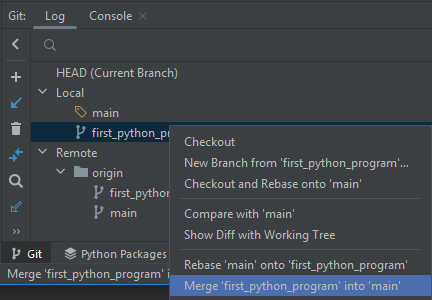 Git: Log Console
HEAD (Current Branch)
Local
main
first_python_pr
Checkout
New Branch from 'first_python_program'...
Remote
Checkout and Rebase onto 'main'
origin
first_python
Compare with 'main'
main
Show Diff with Working Tree
Git Python Packages
Rebase 'main' onto 'first_python_program'
Merge 'first_python_program' i
Merge 'first_python_program' into 'main'